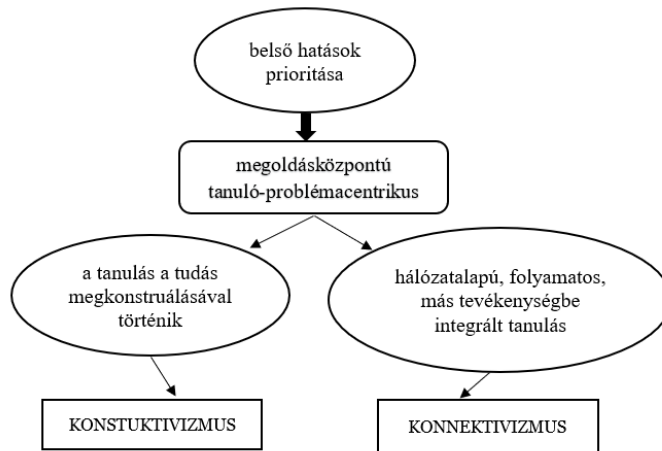 belső hatások
prioritása
megoldásközpontú
tanuló-problémacentrikus
a tanulás a tudás
megkonstruálásával
történik
hálózatalapú, folyamatos,
más tevékenységbe
integrált tanulás
KONSTUKTIVIZMUS
KONNEKTIVIZMUS